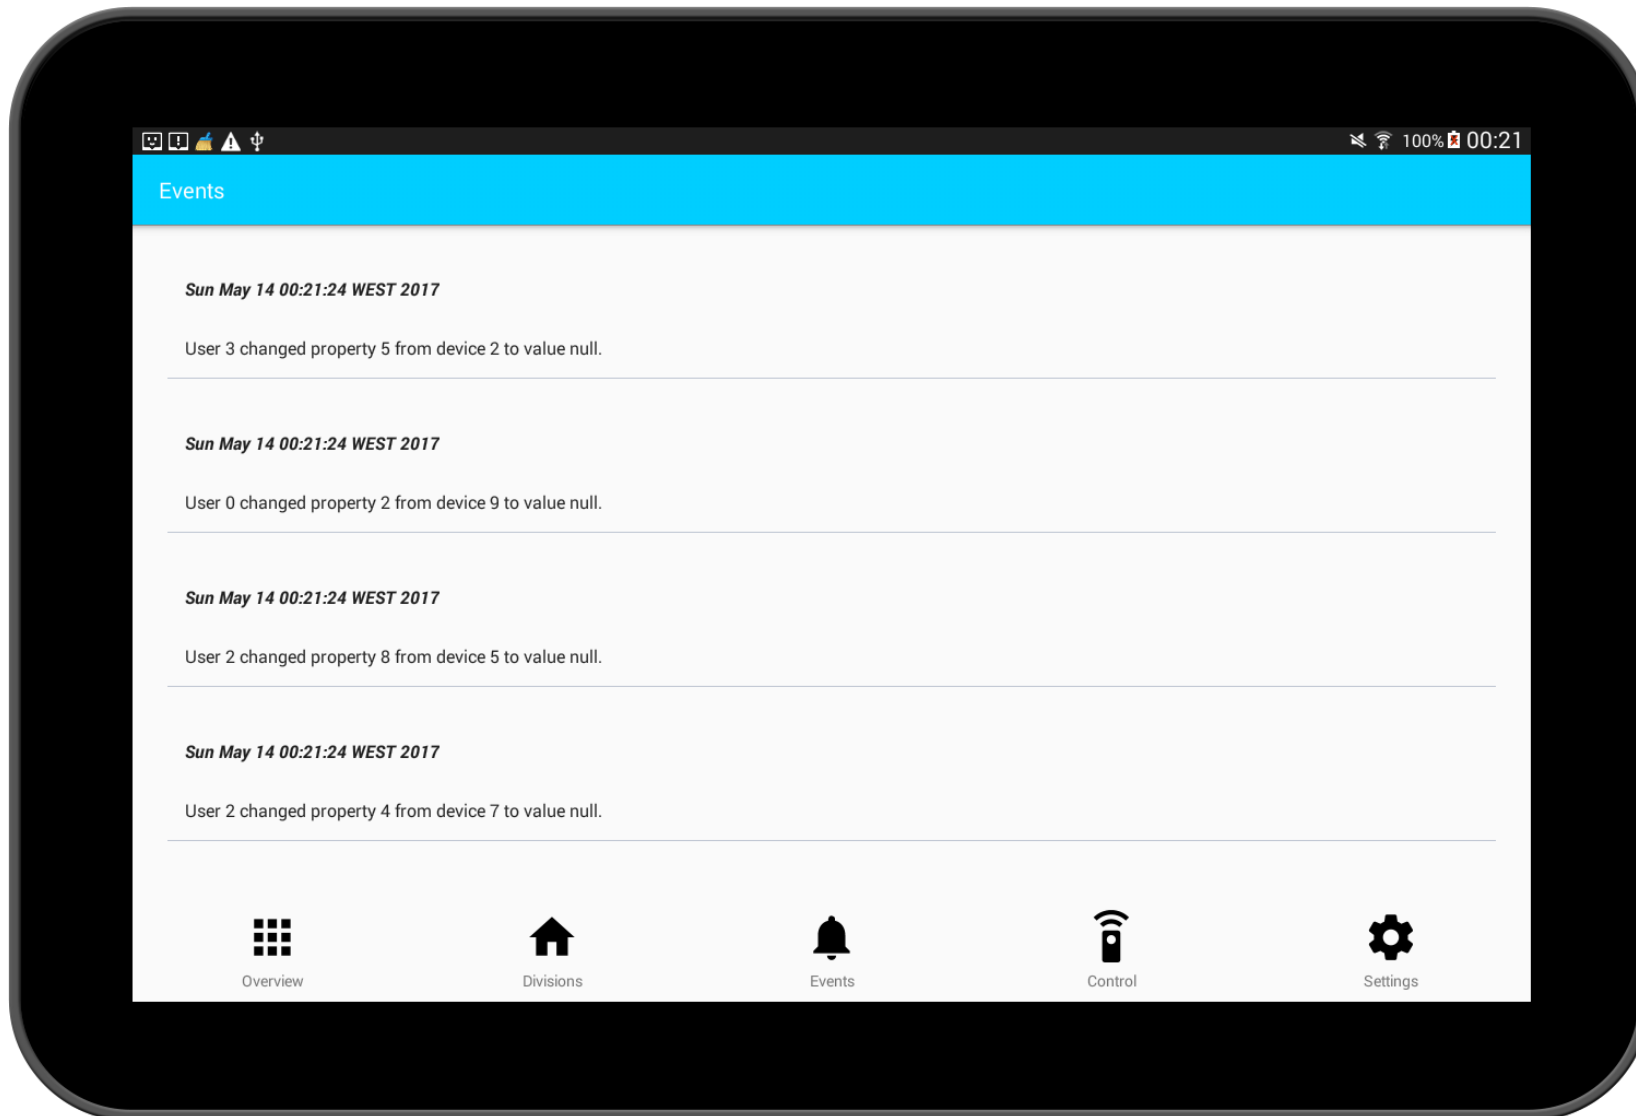 100% 00:21
Events
Sun May 14 00:21:24 WEST 2017
User 3 changed property 5 from device 2 to value null.
Sun May 14 00:21:24 WEST 2017
User 0 changed property 2 from device 9 to value null.
Sun May 14 00:21:24 WEST 2017
User 2 changed property 8 from device 5 to value null.
Sun May 14 00:21:24 WEST 2017
User 2 changed property 4 from device 7 to value null.
Overview Divisions Events Control Settings